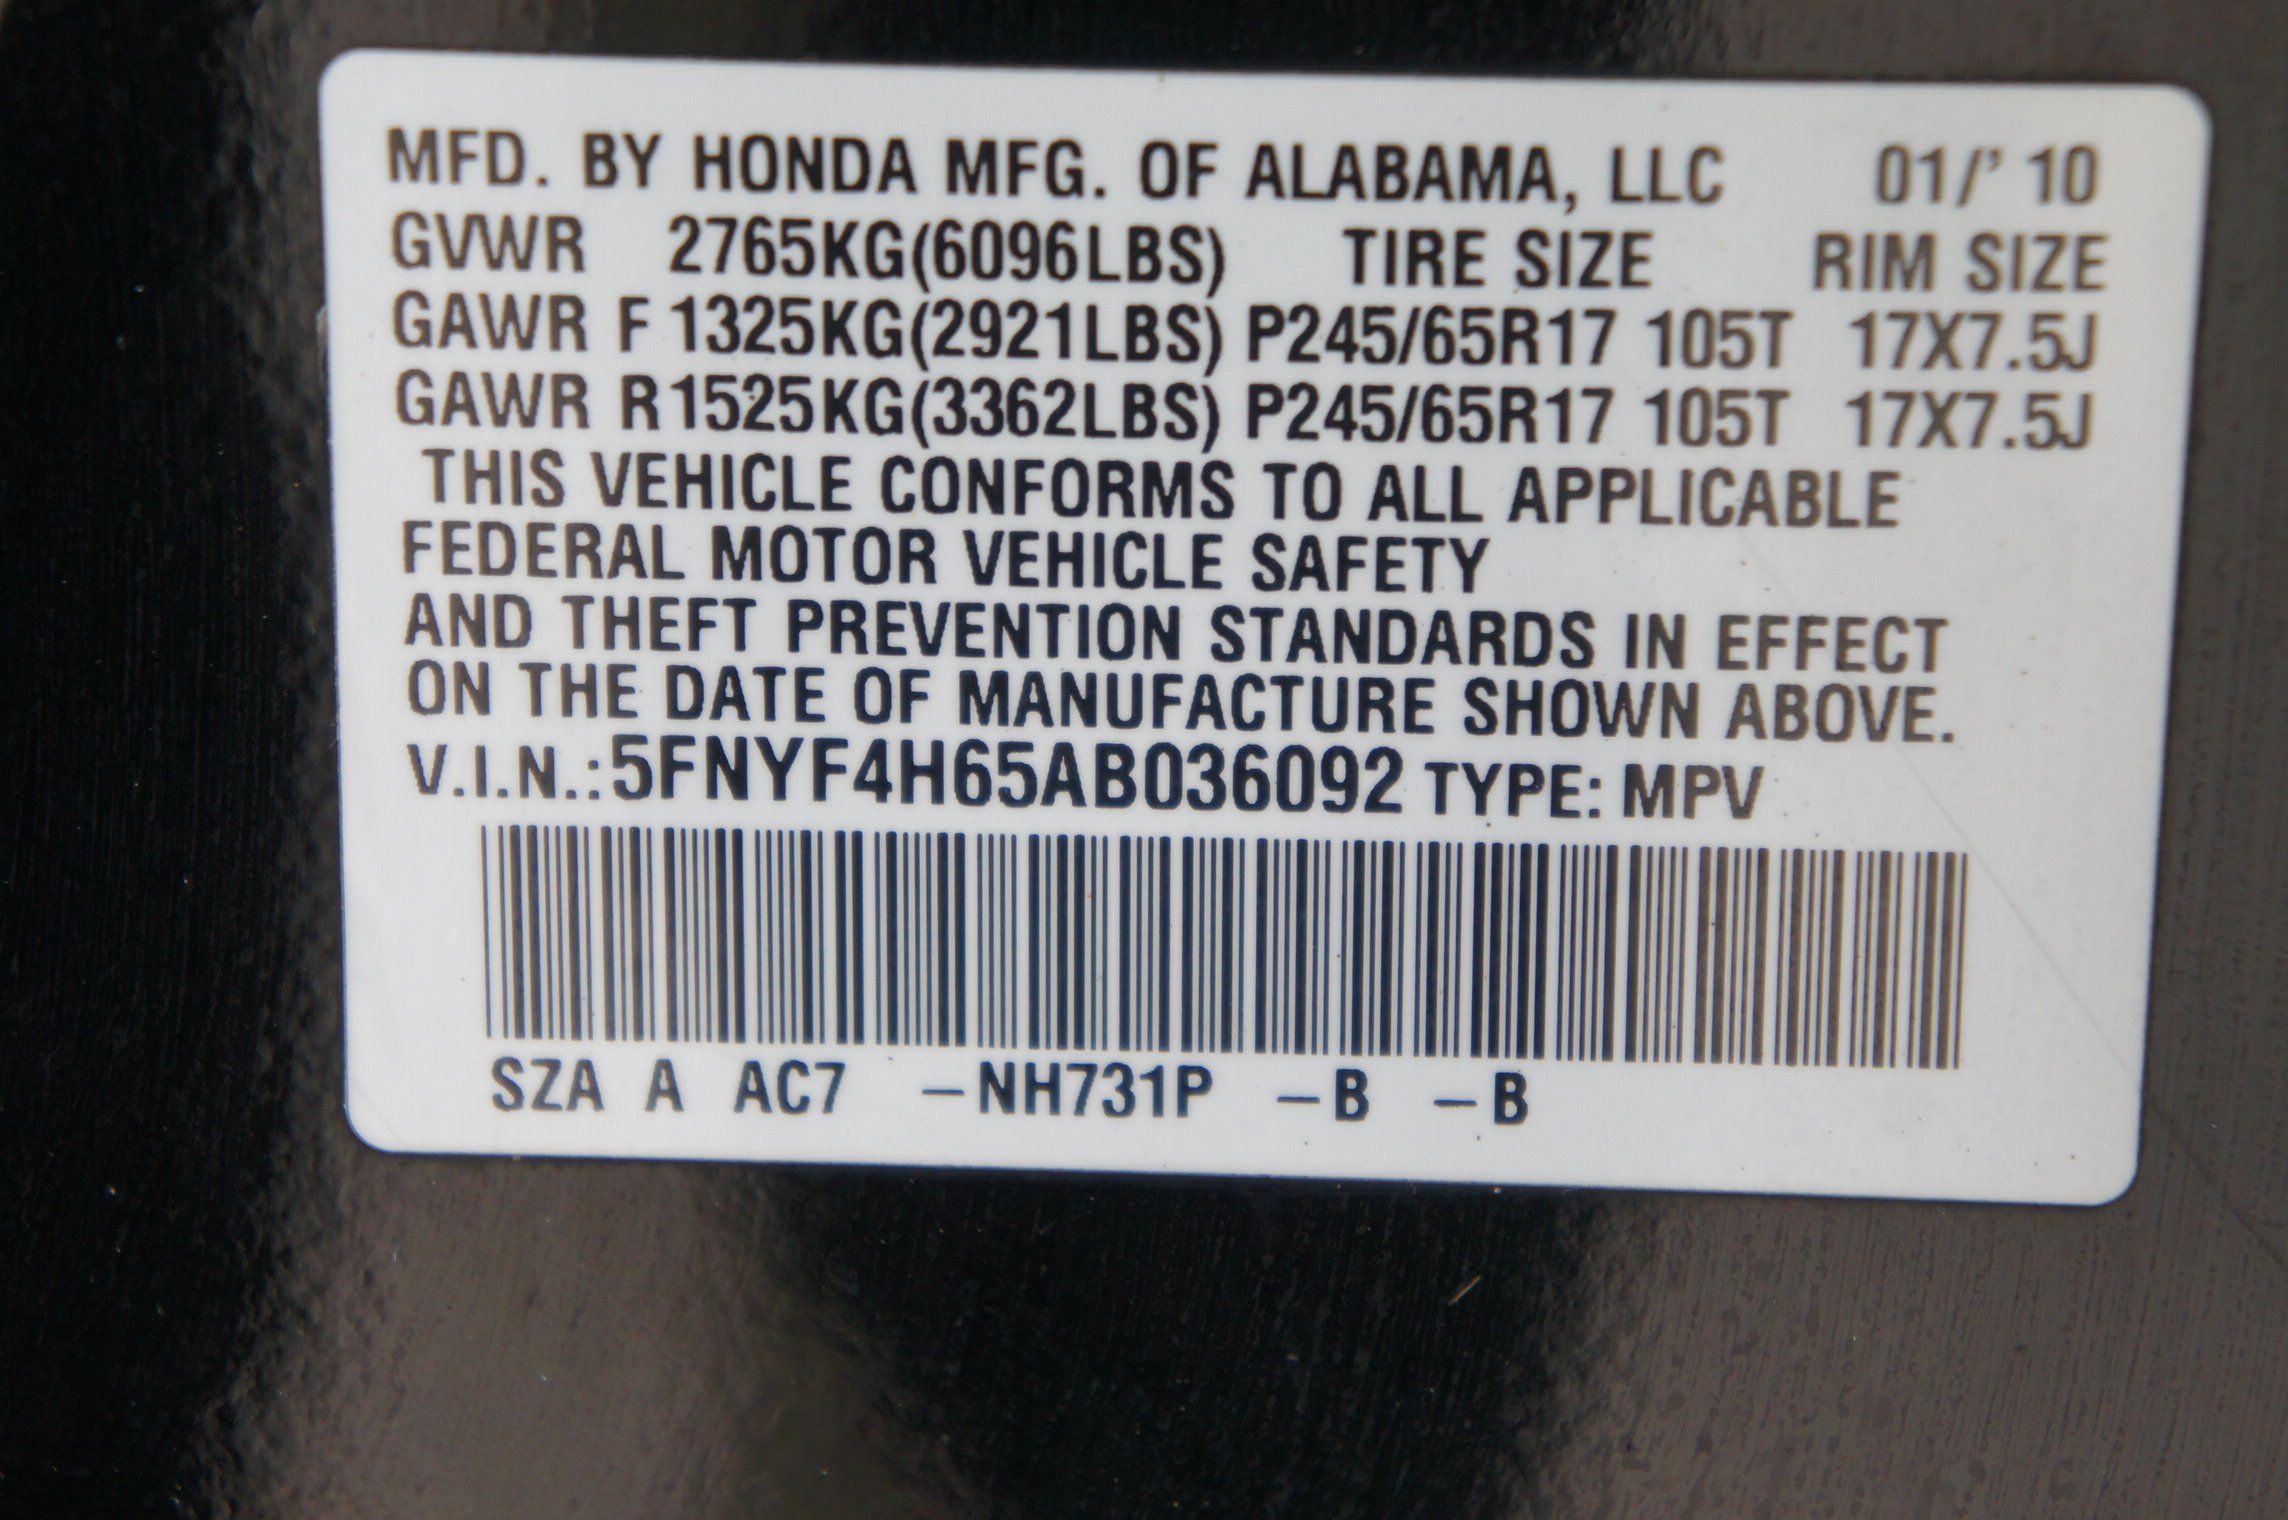 MFD. BY HONDA MFG. OF ALABAMA, LLC 01/' 10
GVWR 2765KG(6096LBS) TIRE SIZE RIM SIZE
GAWR F 1325KG(2921LBS) P245/65R17 105T 17X7.5J
GAWR R 1525KG(3362LBS) P245/65R17 105T 17X7.5J
THIS VEHICLE CONFORMS TO ALL APPLICABLE
FEDERAL MOTOR VEHICLE SAFETY
AND THEFT PREVENTION STANDARDS IN EFFECT
ON THE DATE OF MANUFACTURE SHOWN ABOVE.
V.I.N.:5FNYF4H65AB036092 TYPE: MPV
SZA A AC7 –NH731P –B –B